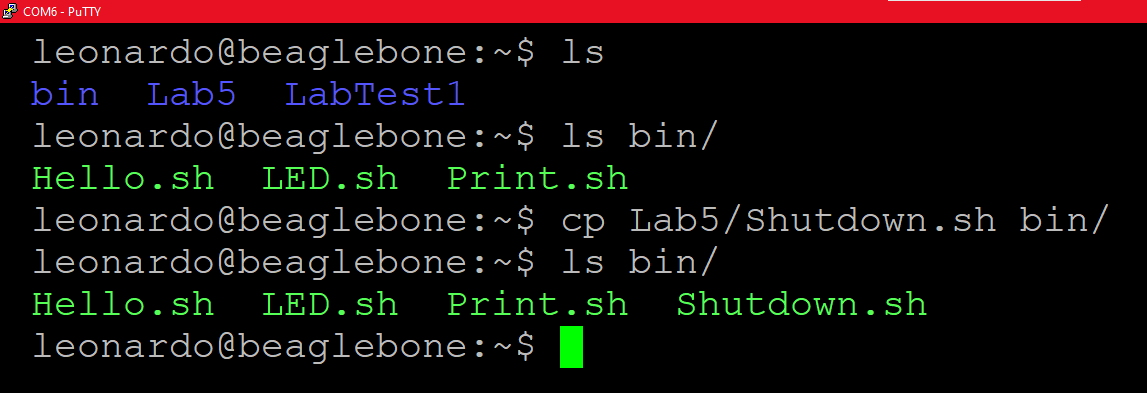 COM6 - PuTTY
leonardo@beaglebone:~$ ls
bin  Lab5  LabTest1
leonardo@beaglebone:~$ ls bin/
Hello.sh  LED.sh  Print.sh
leonardo@beaglebone:~$ cp Lab5/Shutdown.sh bin/
leonardo@beaglebone:~$ ls bin/
Hello.sh  LED.sh  Print.sh  Shutdown.sh
leonardo@beaglebone:~$